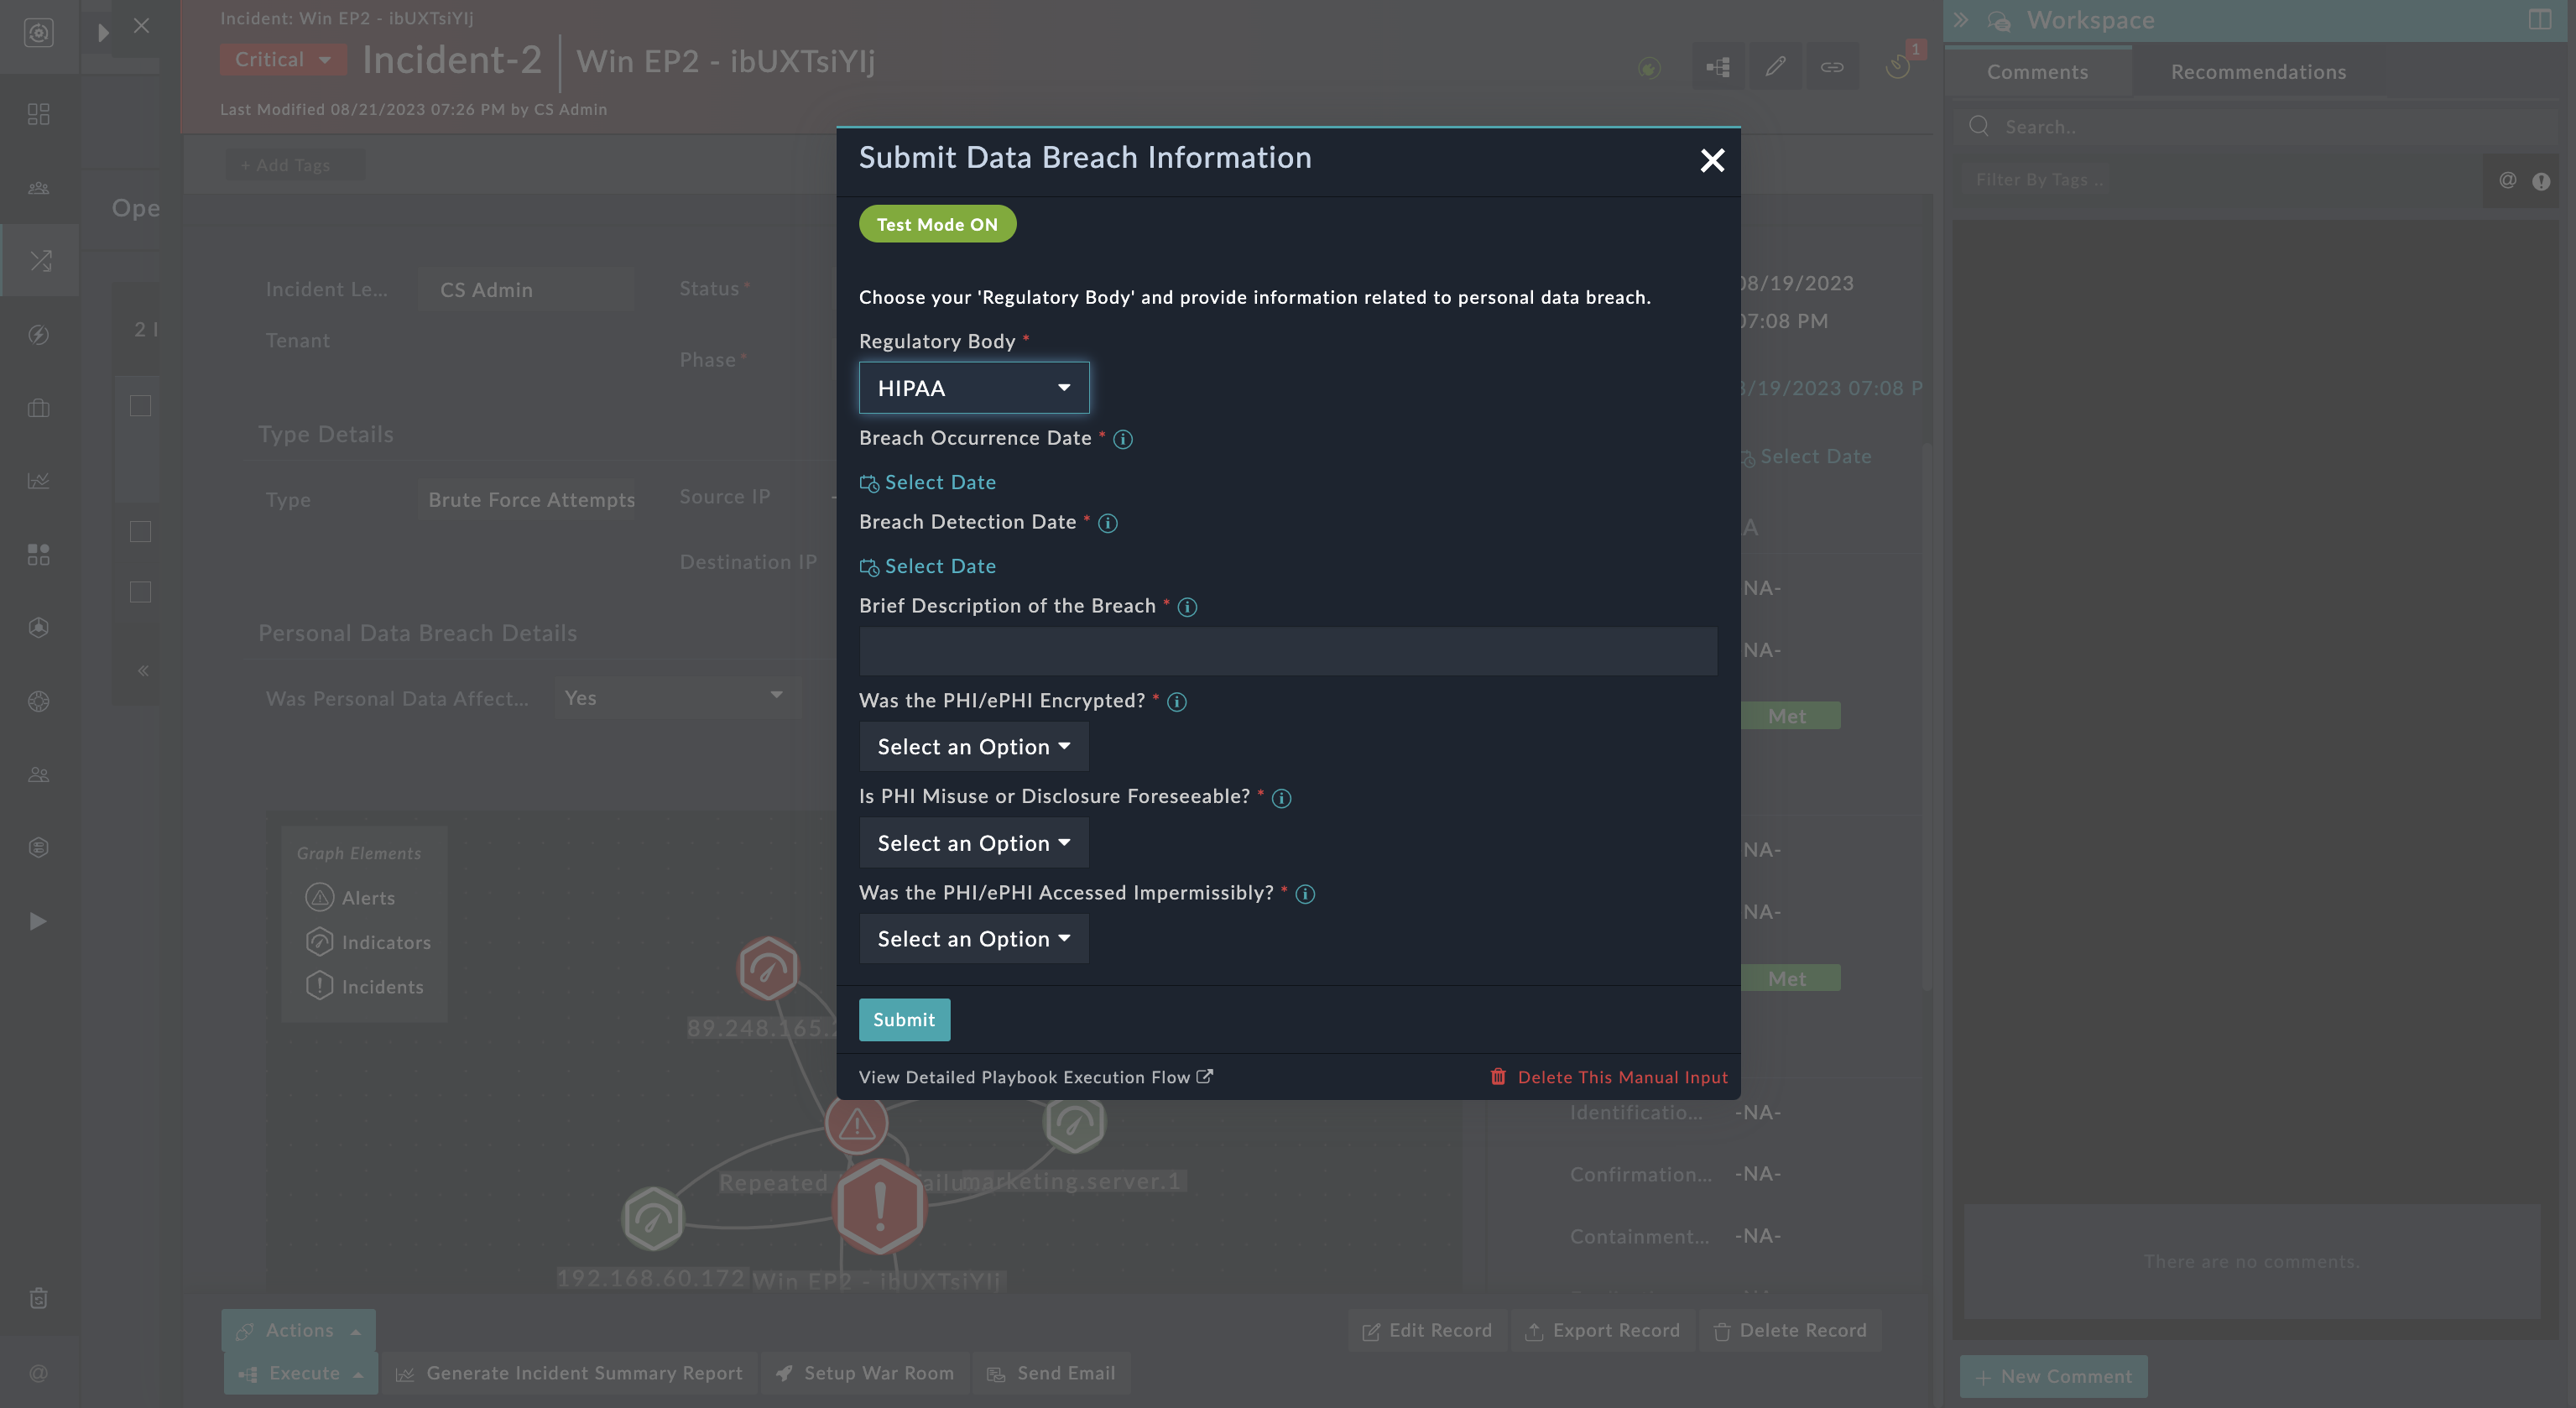 Incident: Win EP2 - ibUXTsiYIj
Critical
Incident-2
Win EP2 - ibUXTsiYIj
1
Last Modified 08/21/2023 07:26 PM by CS Admin
Workspace
Comments
Recommendations
Search..
Filter By Tags ..
@
+ Add Tags
Ope
Incident Le...
CS Admin
Status *
Tenant
Phase *
Type Details
Type
Brute Force Attempts
Source IP
Destination IP
Personal Data Breach Details
Was Personal Data Affect...
Yes
Submit Data Breach Information
Test Mode ON
Choose your 'Regulatory Body' and provide information related to personal data breach.
Regulatory Body *
HIPAA
Breach Occurrence Date *
Select Date
Breach Detection Date *
Select Date
Brief Description of the Breach *
Was the PHI/ePHI Encrypted? *
Select an Option
Is PHI Misuse or Disclosure Foreseeable? *
Select an Option
Was the PHI/ePHI Accessed Impermissibly? *
Select an Option
Submit
View Detailed Playbook Execution Flow
Delete This Manual Input
08/19/2023
07:08 PM
/19/2023 07:08 P
Select Date
NA-
NA-
Met
NA-
NA-
Met
Identificatio...
-NA-
Confirmation...
-NA-
Containment...
-NA-
Graph Elements
Alerts
Indicators
Incidents
89.248.165.
Repeated
marketing.server.1
192.168.60.172
Win EP2 - ibUXTsiYIj
Actions
Edit Record
Export Record
Delete Record
Execute
Generate Incident Summary Report
Setup War Room
Send Email
There are no comments.
+ New Comment
@